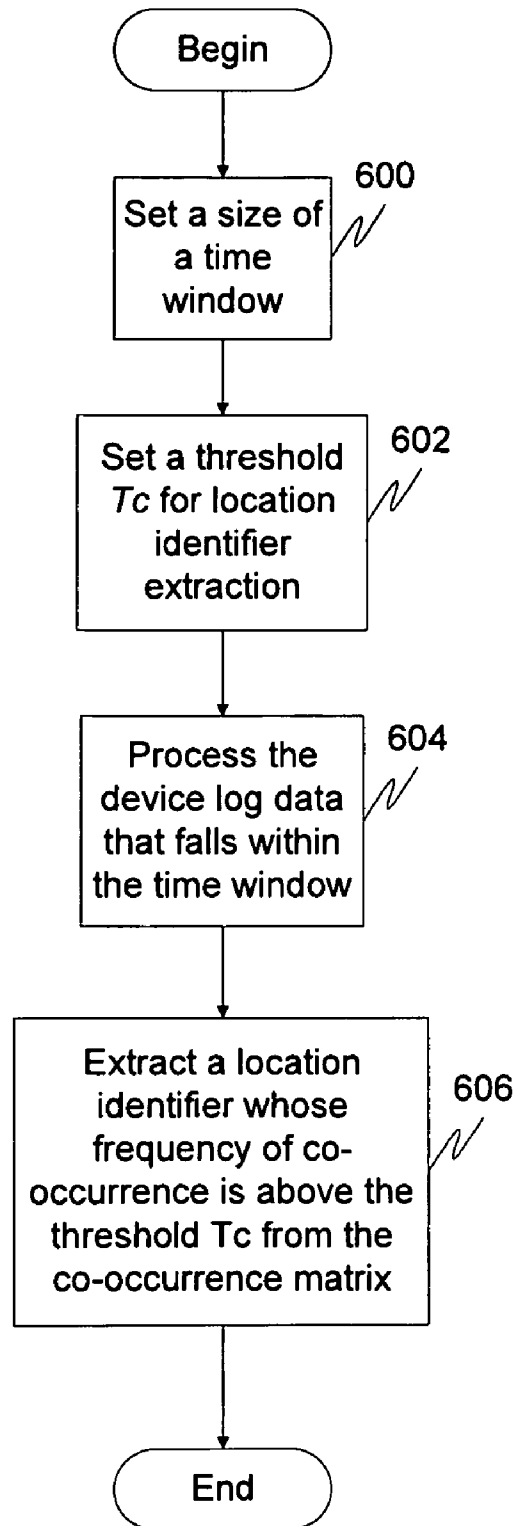 Begin
600
Set a size of
a time
window
602
Set a threshold
Tc for location
identifier
extraction
604
Process the
device log data
that falls within
the time window
606
Extract a location
identifier whose
frequency of co-
occurrence is above the
threshold Tc from the
co-occurrence matrix
End